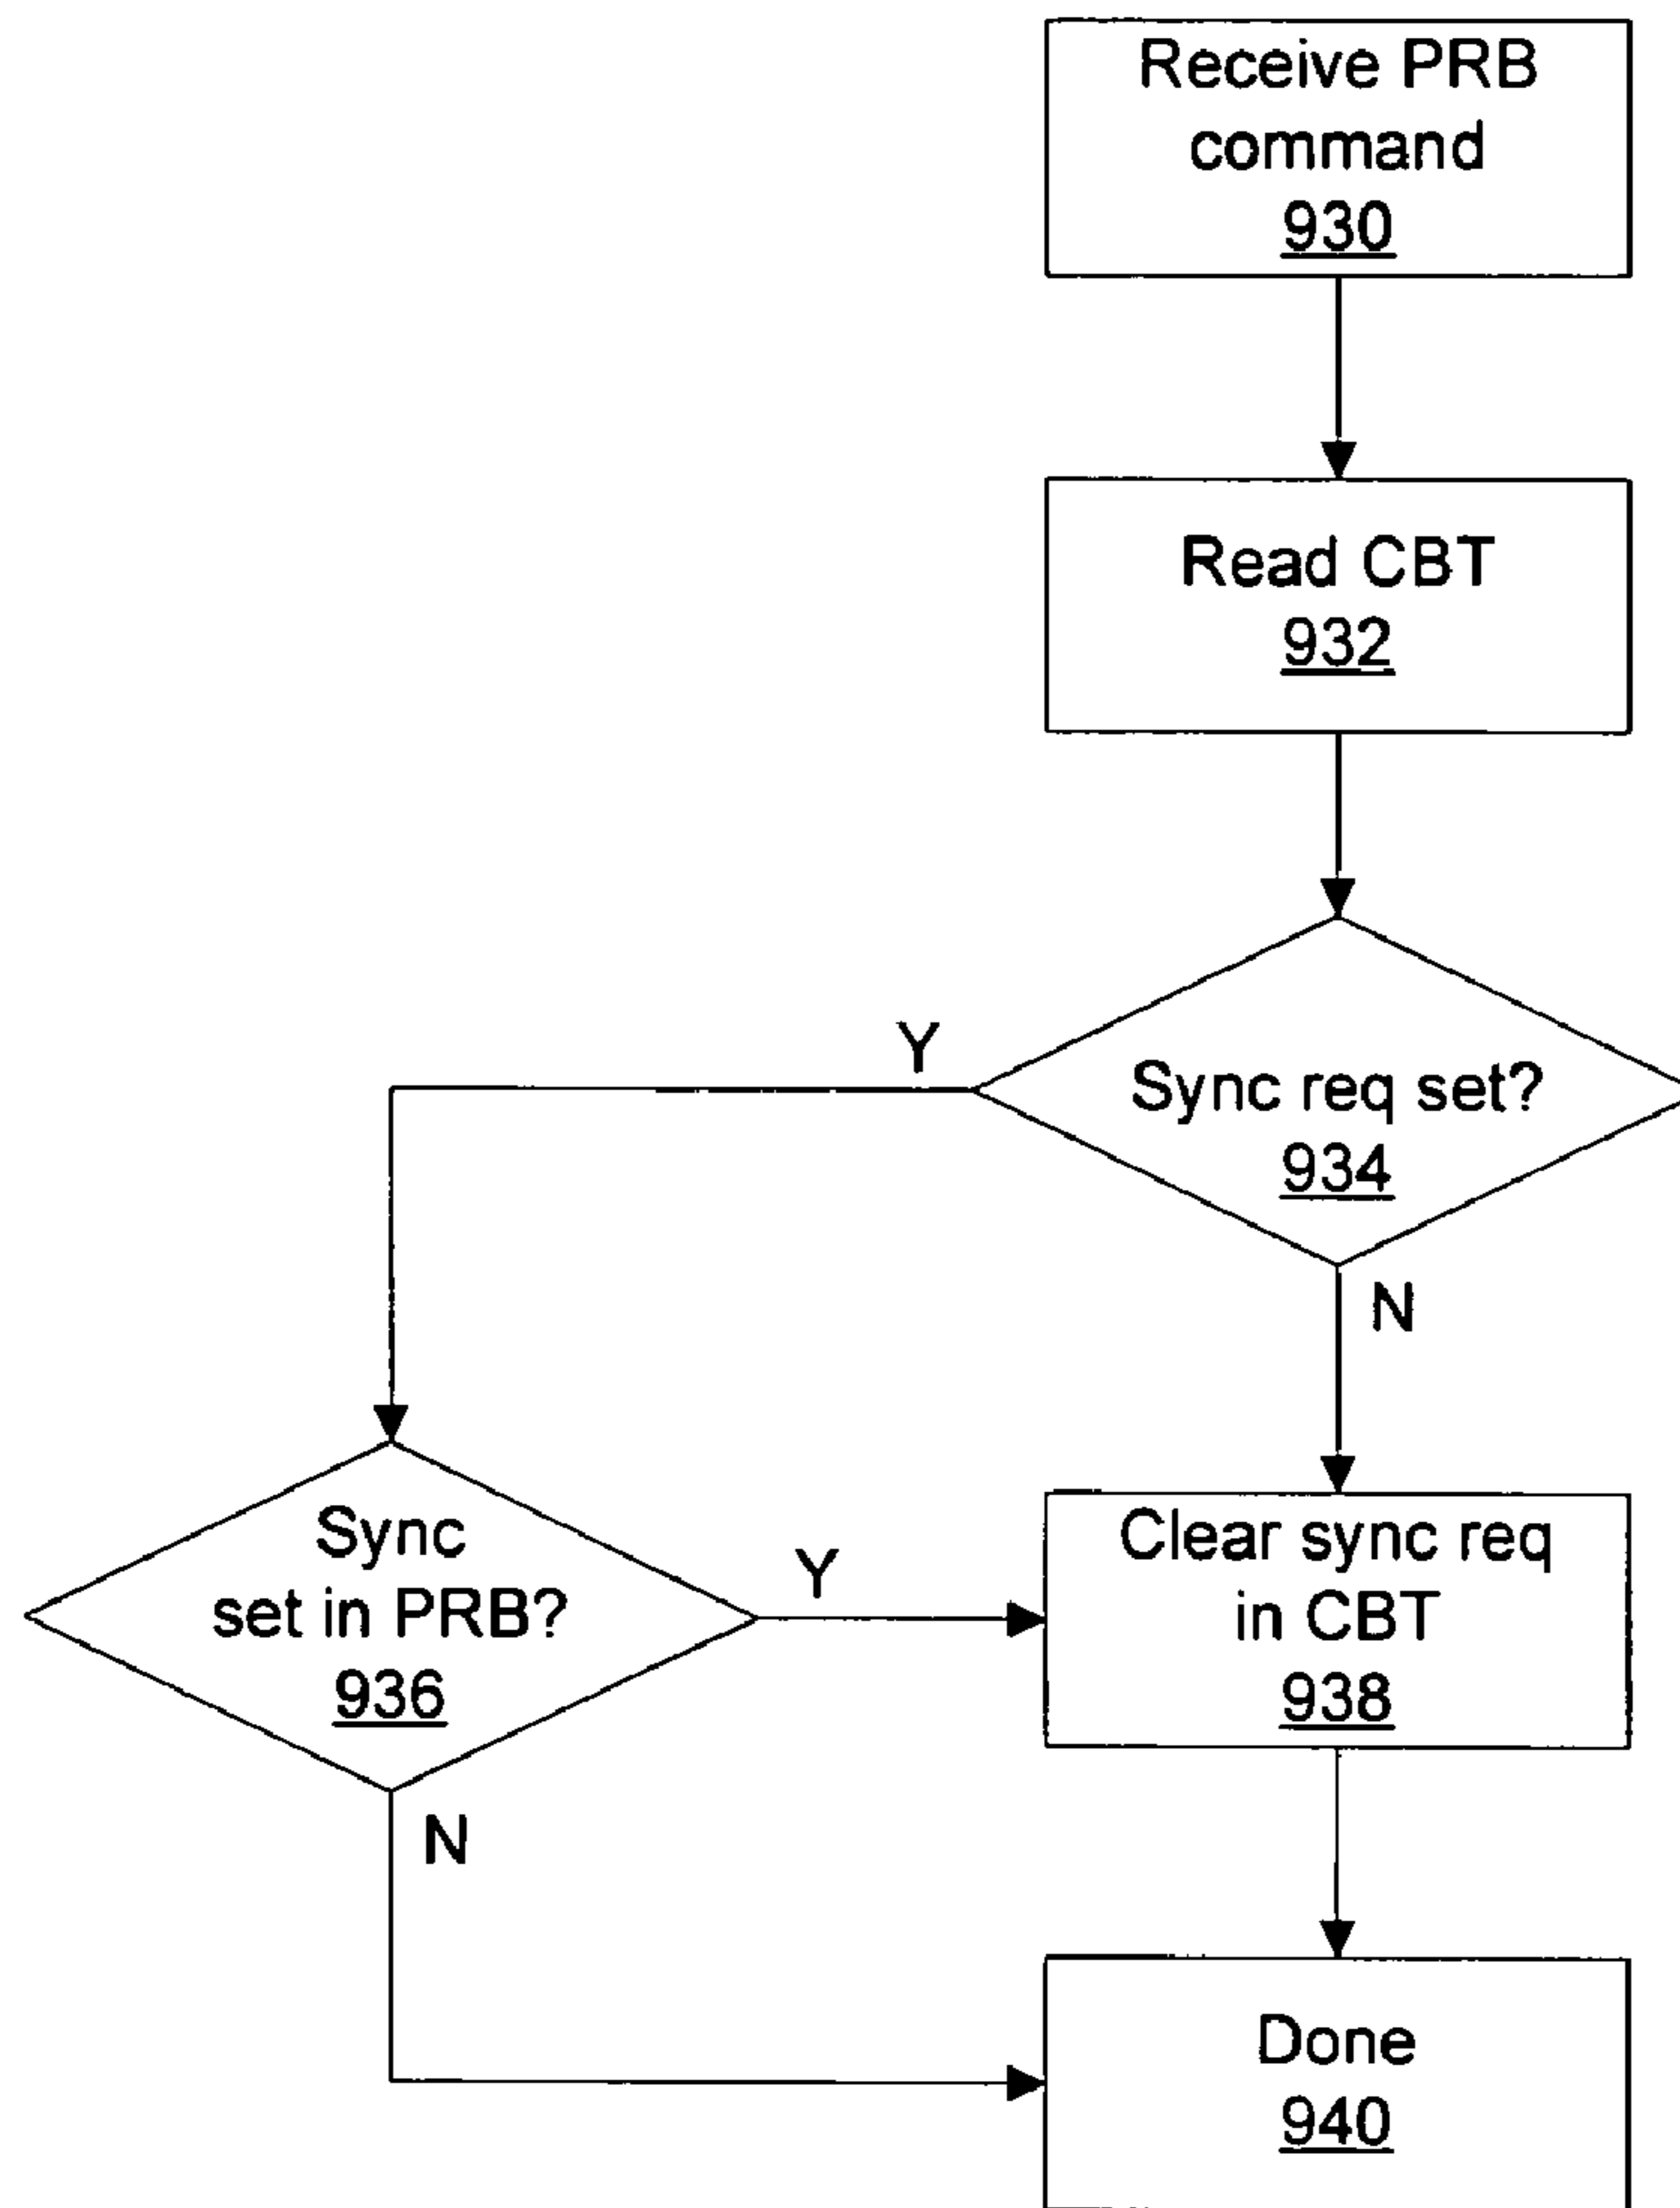 Receive PRB
command
930
Read CBT
932
Y
Sync req set?
934
N
Sync
set in PRB?
936
Y
Clear sync req
in CBT
938
N
Done
940